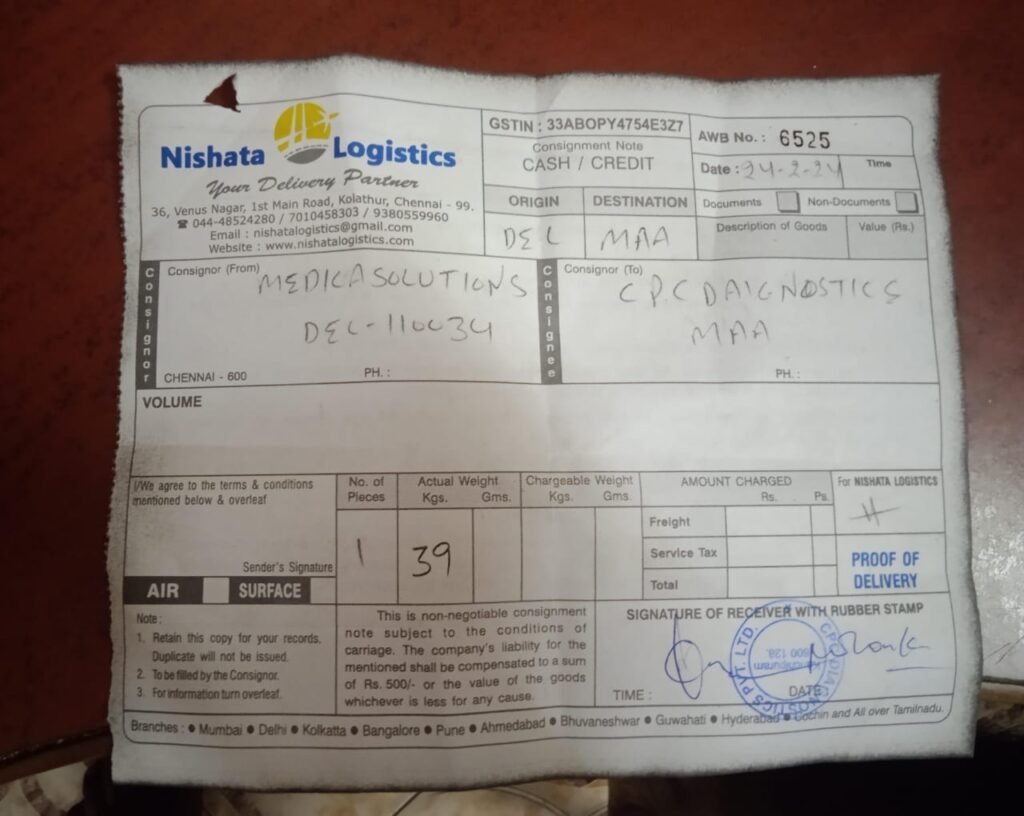 Nishata Logistics
Your Delivery Partner
36, Venus Nagar, 1st Main Road, Kolathur, Chennai - 99.
☎ 044-48524280 / 7010458303 / 9380559960
Email : nishatalogistics@gmail.com
Website : www.nishatalogistics.com
GSTIN : 33ABOPY4754E3Z7
Consignment Note
CASH / CREDIT
AWB No. : 6525
Date : 24-2-24 Time
ORIGIN DESTINATION
DEL MAA
Documents Non-Documents
Description of Goods Value (Rs.)
Consignor
Consignor (From)
MEDICASOLUTIONS
DEL-110034
CHENNAI - 600 PH. :
Consignee
Consignor (To)
C P.C DAIGNOSTICS
MAA
PH. :
VOLUME
I/We agree to the terms & conditions
mentioned below & overleaf
Sender's Signature
AIR SURFACE
No. of
Pieces
1
Actual Weight
Kgs. Gms.
39
Chargeable Weight
Kgs. Gms.
AMOUNT CHARGED
Rs. Ps.
Freight
Service Tax
Total
For NISHATA LOGISTICS
PROOF OF
DELIVERY
Note :
1. Retain this copy for your records.
Duplicate will not be issued.
2. To be filled by the Consignor.
3. For information turn overleaf.
This is non-negotiable consignment
note subject to the conditions of
carriage. The company's liability for the
mentioned shall be compensated to a sum
of Rs. 500/- or the value of the goods
whichever is less for any cause.
SIGNATURE OF RECEIVER WITH RUBBER STAMP
TIME : DATE
600 128.
PVT. LTD.
Branches : ● Mumbai ● Delhi ● Kolkatta ● Bangalore ● Pune ● Ahmedabad ● Bhuvaneshwar ● Guwahati ● Hyderabad ● Cochin and All over Tamilnadu.